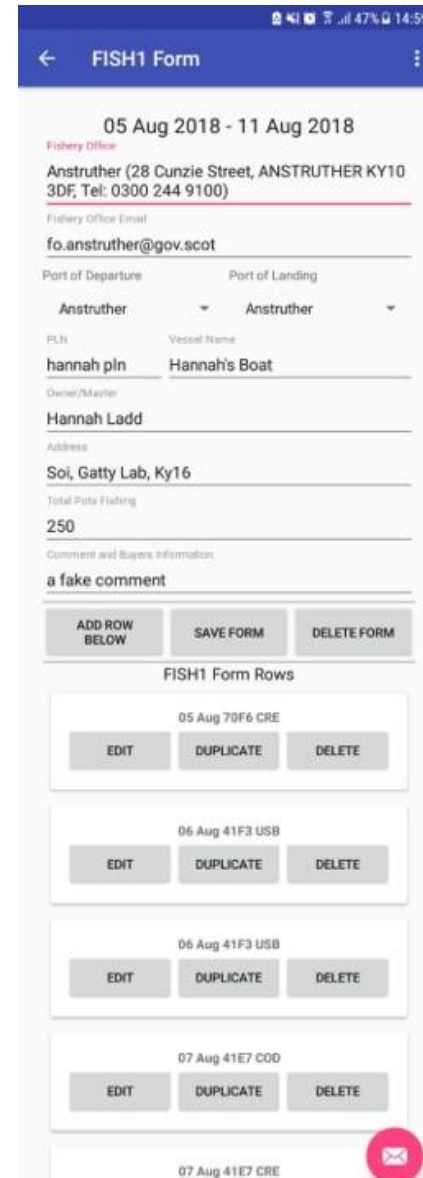 47% 14:59
FISH1 Form
05 Aug 2018 - 11 Aug 2018
Fishery Office
Anstruther (28 Cunzie Street, ANSTRUTHER KY10
3DF, Tel: 0300 244 9100)
Fishery Office Email
fo.anstruther@gov.scot
Port of Departure Port of Landing
Anstruther Anstruther
PLN Vessel Name
hannah pln Hannah's Boat
Owner/Master
Hannah Ladd
Address
Soi, Gatty Lab, Ky16
Total Pots Fishing
250
Comment and Buyers Information
a fake comment
ADD ROW
BELOW SAVE FORM DELETE FORM
FISH1 Form Rows
05 Aug 70F6 CRE
EDIT DUPLICATE DELETE
06 Aug 41F3 USB
EDIT DUPLICATE DELETE
06 Aug 41F3 USB
EDIT DUPLICATE DELETE
07 Aug 41E7 COD
EDIT DUPLICATE DELETE
07 Aug 41E7 CRE